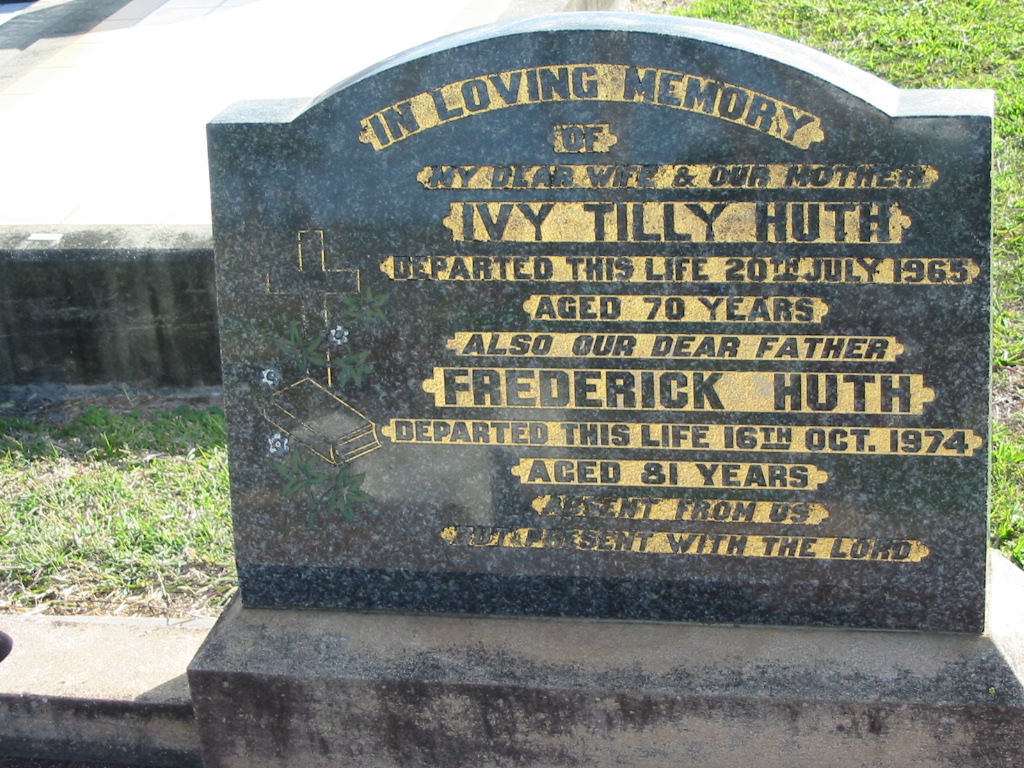 IN LOVING MEMORY
OF
MY DEAR WIFE & OUR MOTHER
IVY TILLY HUTH
DEPARTED THIS LIFE 20TH JULY 1965
AGED 70 YEARS
ALSO OUR DEAR FATHER
FREDERICK HUTH
DEPARTED THIS LIFE 16TH OCT. 1974
AGED 81 YEARS
ABSENT FROM US
BUT PRESENT WITH THE LORD